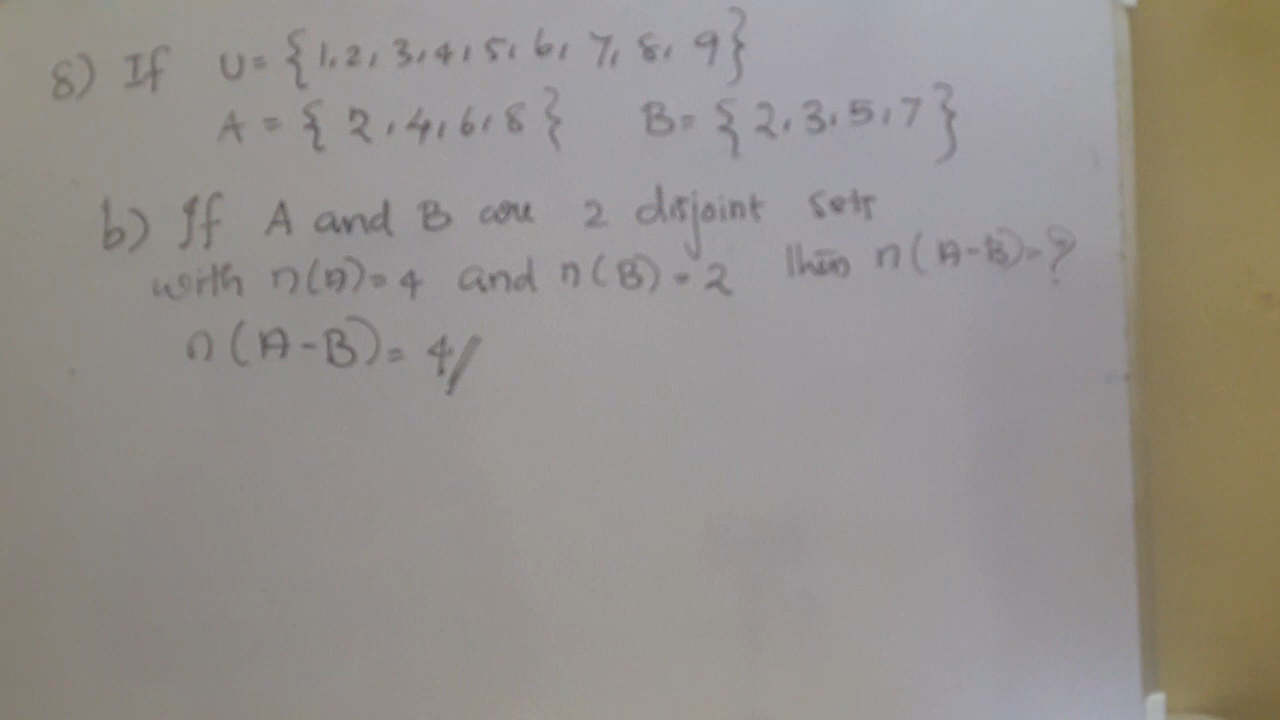 8) If U= {1, 2, 3, 4, 5, 6, 7, 8, 9}
A = { 2, 4, 6, 8 } B= { 2, 3, 5, 7 }
b) If A and B are 2 disjoint sets
with n(A)=4 and n(B)=2 then n(A-B)=?
n(A-B)= 4//